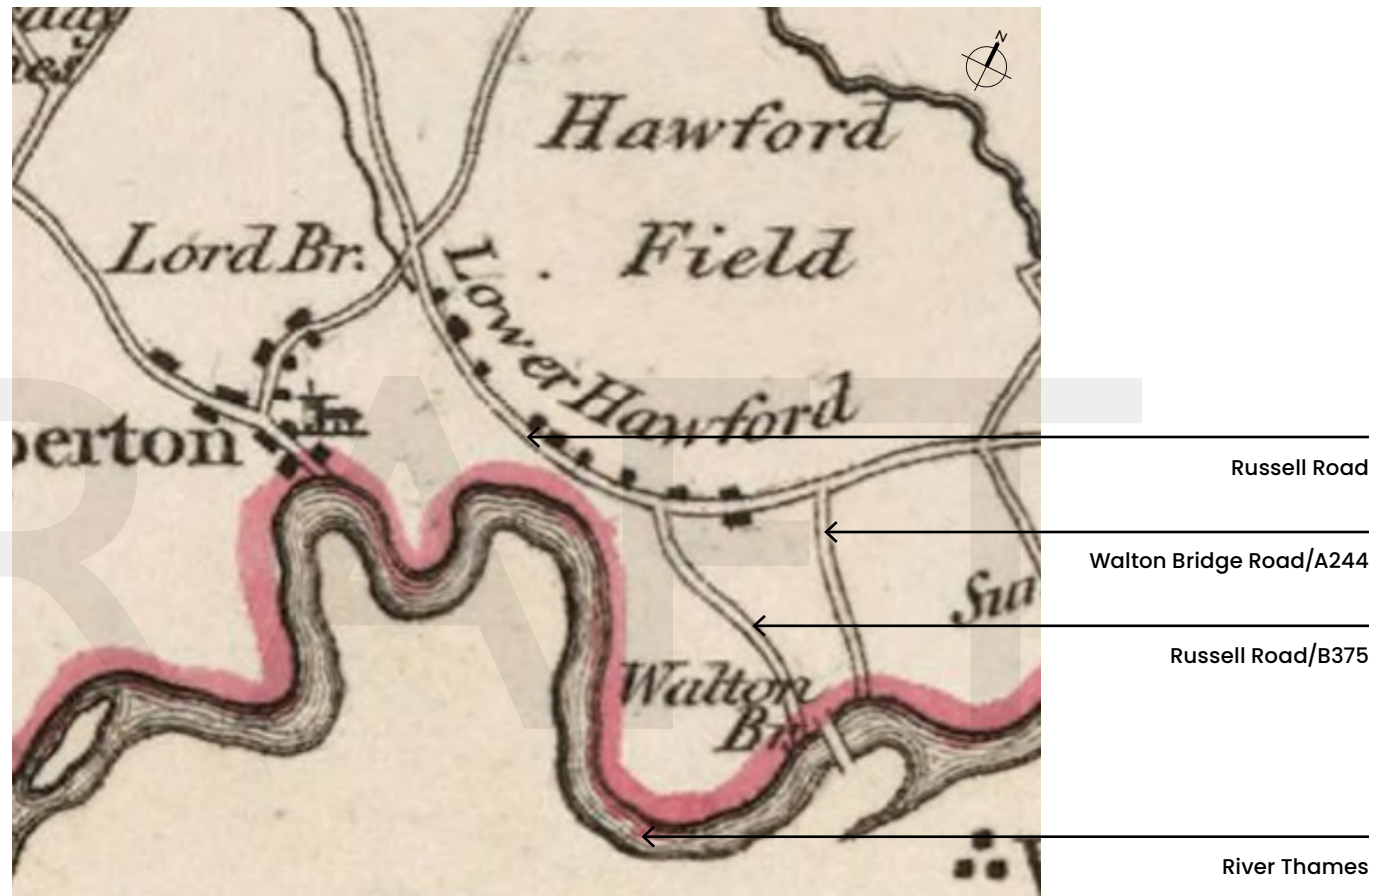 N
Hawford
Field
Lord Br.
Lower Hawford
perton
Russell Road
Walton Bridge Road/A244
Russell Road/B375
Walton
Br.
River Thames